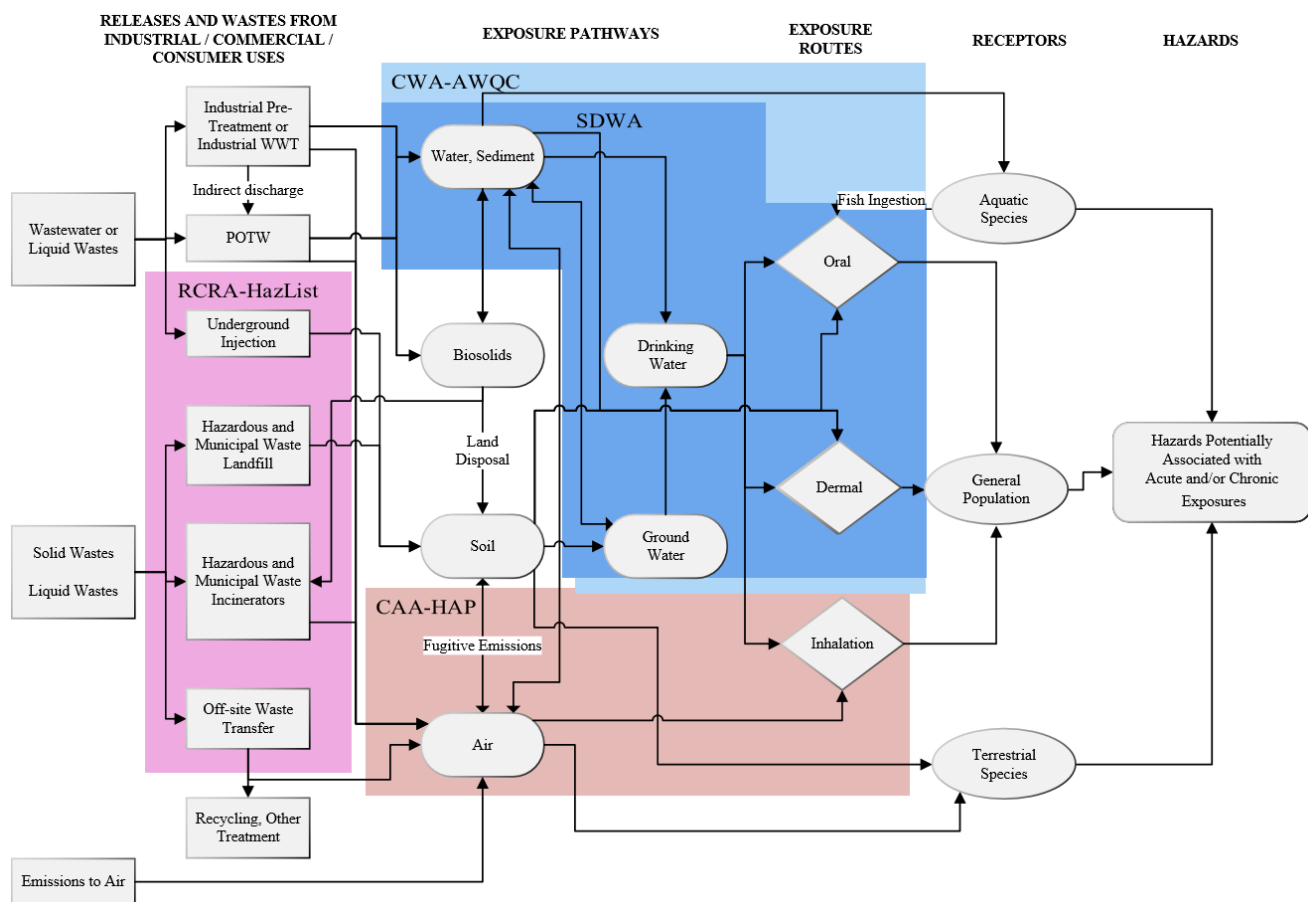 RELEASES AND WASTES FROM
INDUSTRIAL / COMMERCIAL /
CONSUMER USES
EXPOSURE PATHWAYS
EXPOSURE
ROUTES
RECEPTORS
HAZARDS
CWA-AWQC
SDWA
Industrial Pre-
Treatment or
Industrial WWT
Water, Sediment
Indirect discharge
Wastewater or
Liquid Wastes
POTW
Fish Ingestion
Aquatic
Species
Oral
RCRA-HazList
Underground
Injection
Biosolids
Drinking
Water
Hazardous and
Municipal Waste
Landfill
Land
Disposal
Dermal
General
Population
Hazards Potentially
Associated with
Acute and/or Chronic
Exposures
Solid Wastes
Liquid Wastes
Hazardous and
Municipal Waste
Incinerators
Soil
Ground
Water
CAA-HAP
Fugitive Emissions
Inhalation
Off-site Waste
Transfer
Air
Terrestrial
Species
Recycling, Other
Treatment
Emissions to Air